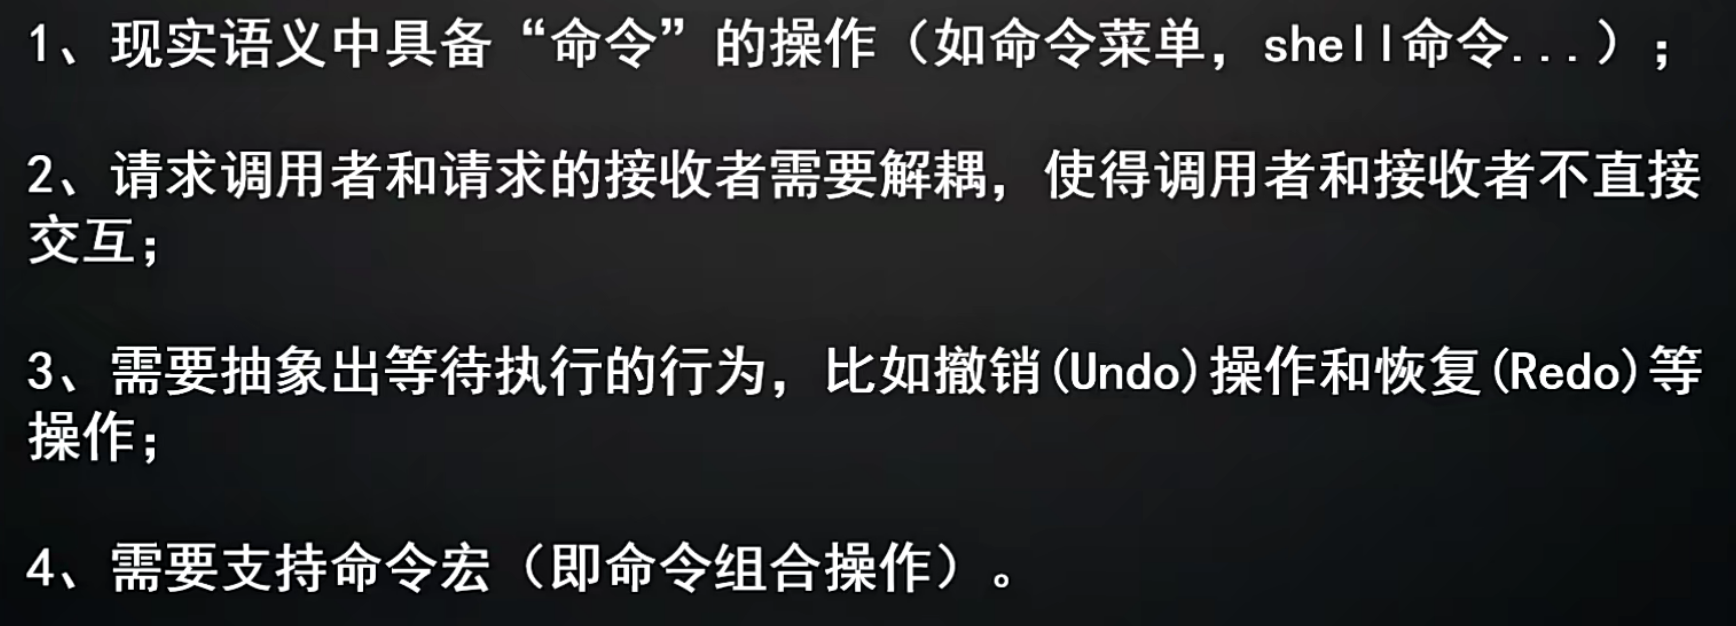 1、现实语义中具备“命令”的操作（如命令菜单，shell命令...）；
2、请求调用者和请求的接收者需要解耦，使得调用者和接收者不直接
交互；
3、需要抽象出等待执行的行为，比如撤销(Undo)操作和恢复(Redo)等
操作；
4、需要支持命令宏（即命令组合操作）。